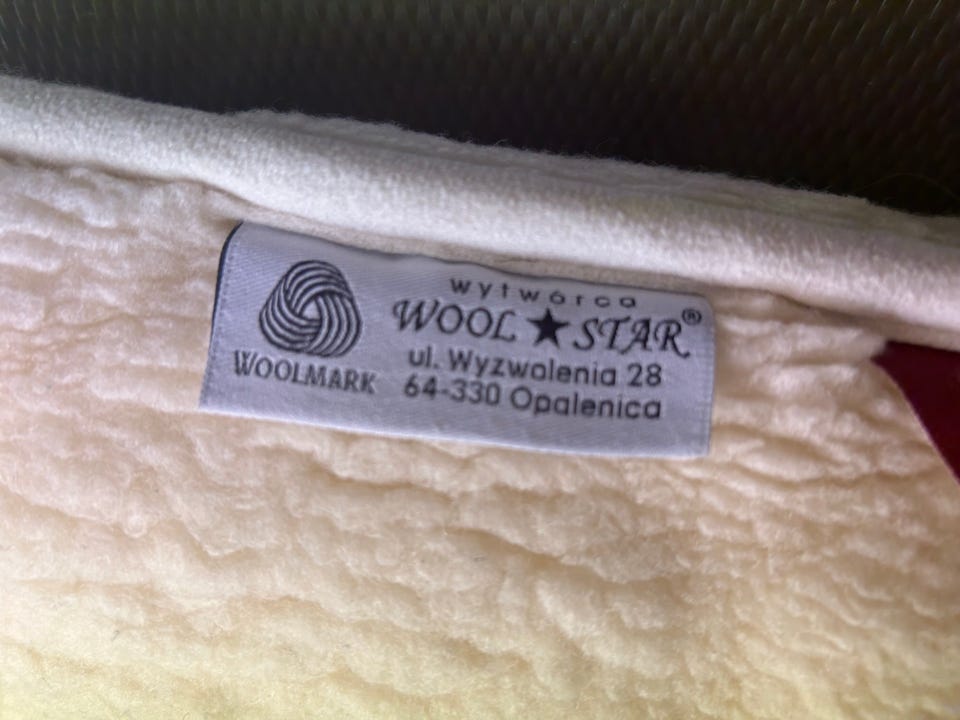 WOOLMARK
wytwórca
WOOL★STAR®
ul. Wyzwolenia 28
64-330 Opalenica